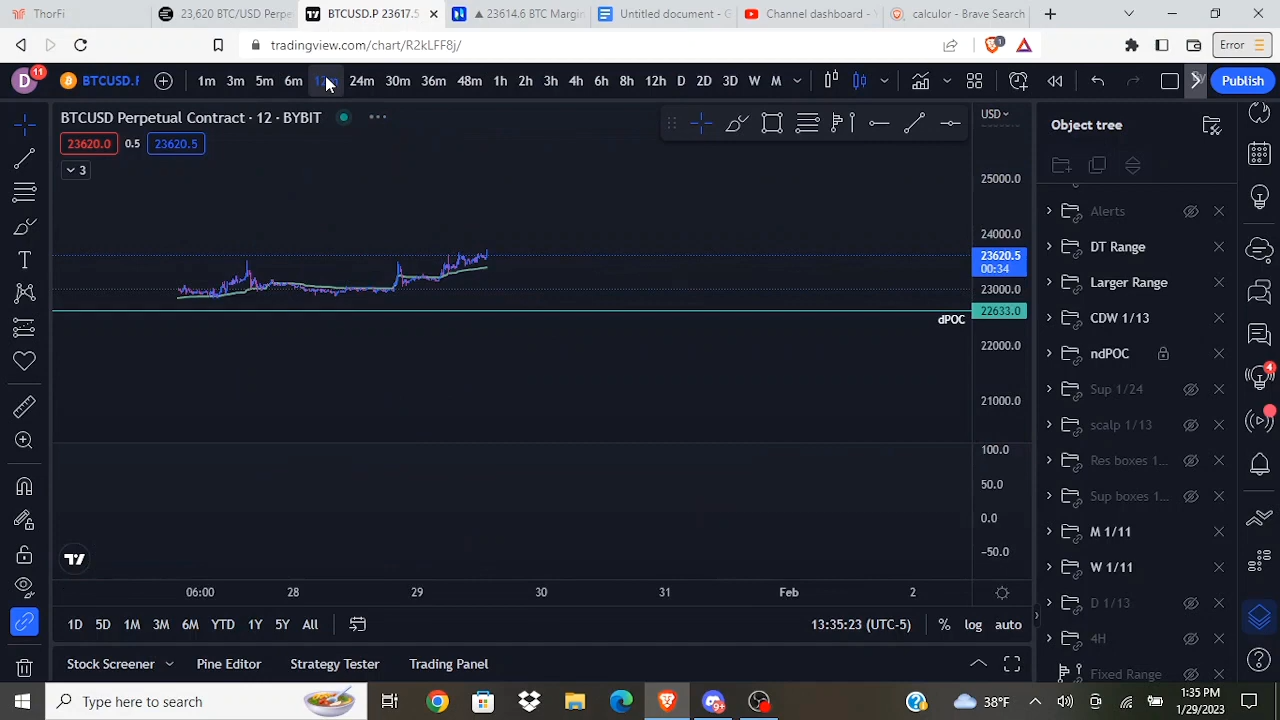 ThorFi
23,620 BTC/USD Perpet
BTCUSD.P 23617.5
▲ 23614.6 BTC Margin
Untitled document - G
Channel dashboard - Y
calculor - Brave Search
tradingview.com/chart/R2kLFF8j/
Error
D
11
BTCUSD.P
1m 3m 5m 6m 24m 30m 36m 48m 1h 2h 3h 4h 6h 8h 12h D 2D 3D W M
Publish
BTCUSD Perpetual Contract · 12 · BYBIT
USD
23620.0 0.5 23620.5
3
25000.0
24000.0
23620.5
00:34
23000.0
22633.0
dPOC
22000.0
21000.0
100.0
50.0
0.0
−50.0
06:00 28 29 30 31 Feb 2
Object tree
Alerts
DT Range
Larger Range
CDW 1/13
ndPOC
Sup 1/24
scalp 1/13
Res boxes 1...
Sup boxes 1...
M 1/11
W 1/11
D 1/13
4H
Fixed Range
4
1D 5D 1M 3M 6M YTD 1Y 5Y All
13:35:23 (UTC-5) % log auto
Stock Screener Pine Editor Strategy Tester Trading Panel
Type here to search
9+
38°F
1:35 PM
1/29/2023